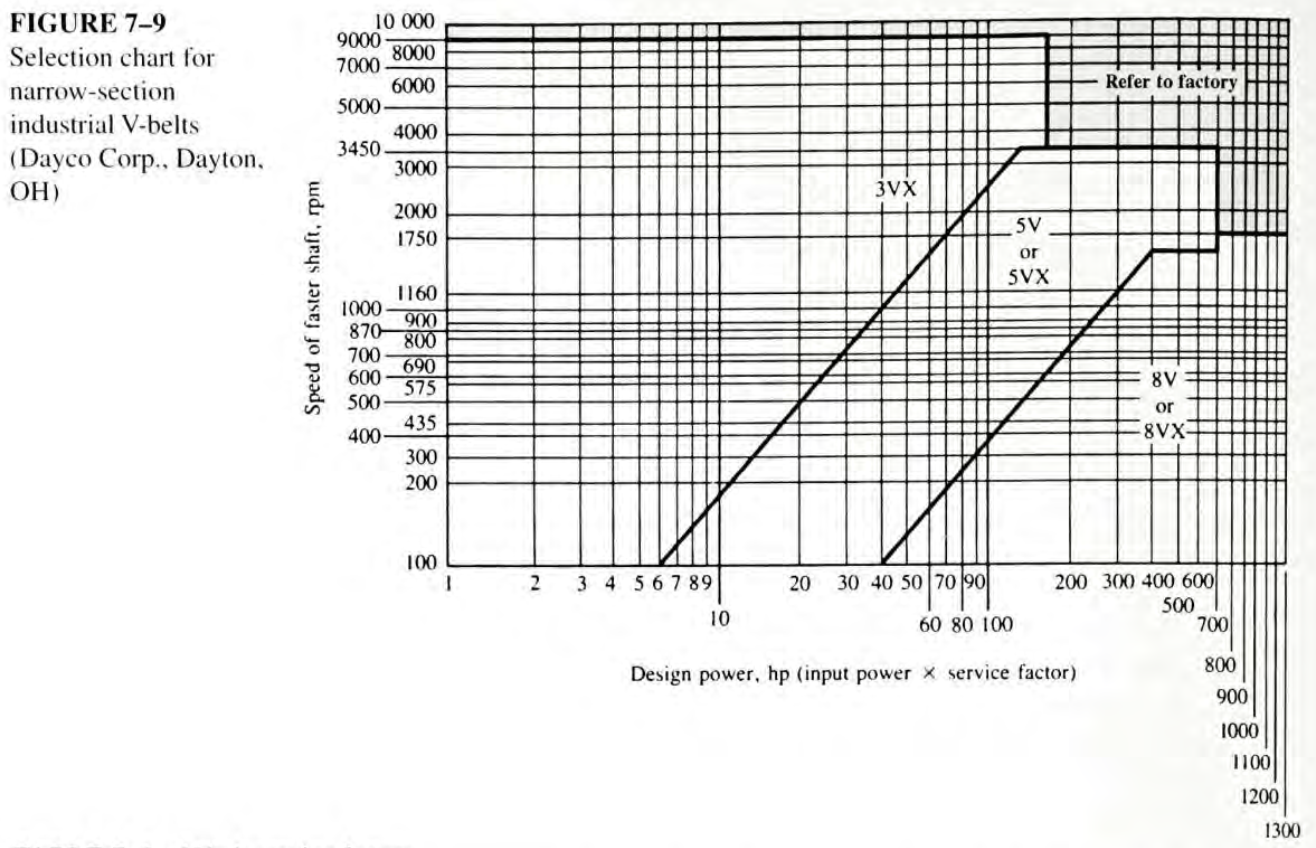 FIGURE 7–9
Selection chart for
narrow-section
industrial V-belts
(Dayco Corp., Dayton,
OH)
Speed of faster shaft, rpm
10 000
9000
8000
7000
6000
5000
4000
3450
3000
2000
1750
1160
1000
900
870
800
700
690
600
575
500
435
400
300
200
100
Refer to factory
3VX
5V
or
5VX
8V
or
8VX
1 2 3 4 5 6 7 8 9 20 30 40 50 70 90 200 300 400 600
10 60 80 100 500 700
800
900
1000
1100
1200
1300
Design power, hp (input power × service factor)